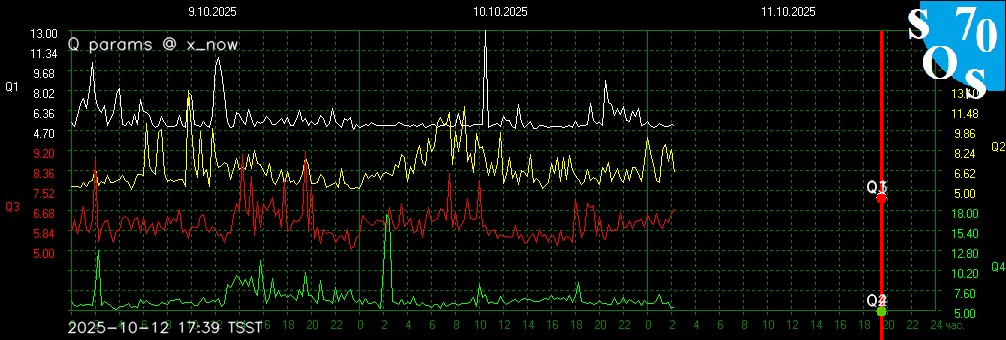 9.10.2025 10.10.2025 11.10.2025
S 70
O S
Q params @ x_now
Q1
13.00
11.34
9.68
8.02
6.36
4.70
Q3
9.20
8.36
7.52
6.68
5.84
5.00
11.48
9.86
8.24
6.62
5.00
Q2
18.00
15.40
12.80
10.20
7.60
5.00
Q4
2025-10-12 17:39 TSST
18 20 22 0 2 4 6 8 10 12 14 16 18 20 22 0 2 4 6 8 10 12 14 16 18 20 22 24 час.